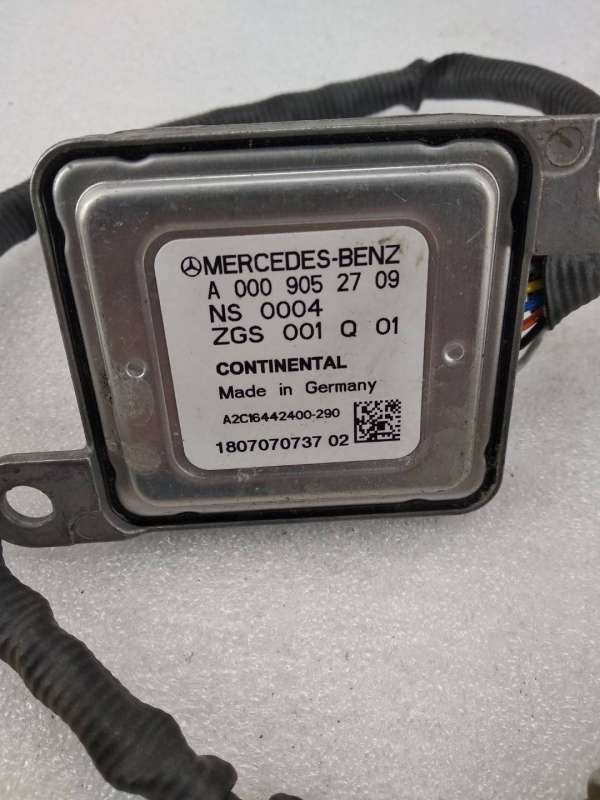 MERCEDES-BENZ
A 000 905 27 09
NS 0004
ZGS 001 Q 01
CONTINENTAL
Made in Germany
A2C16442400-290
1807070737 02